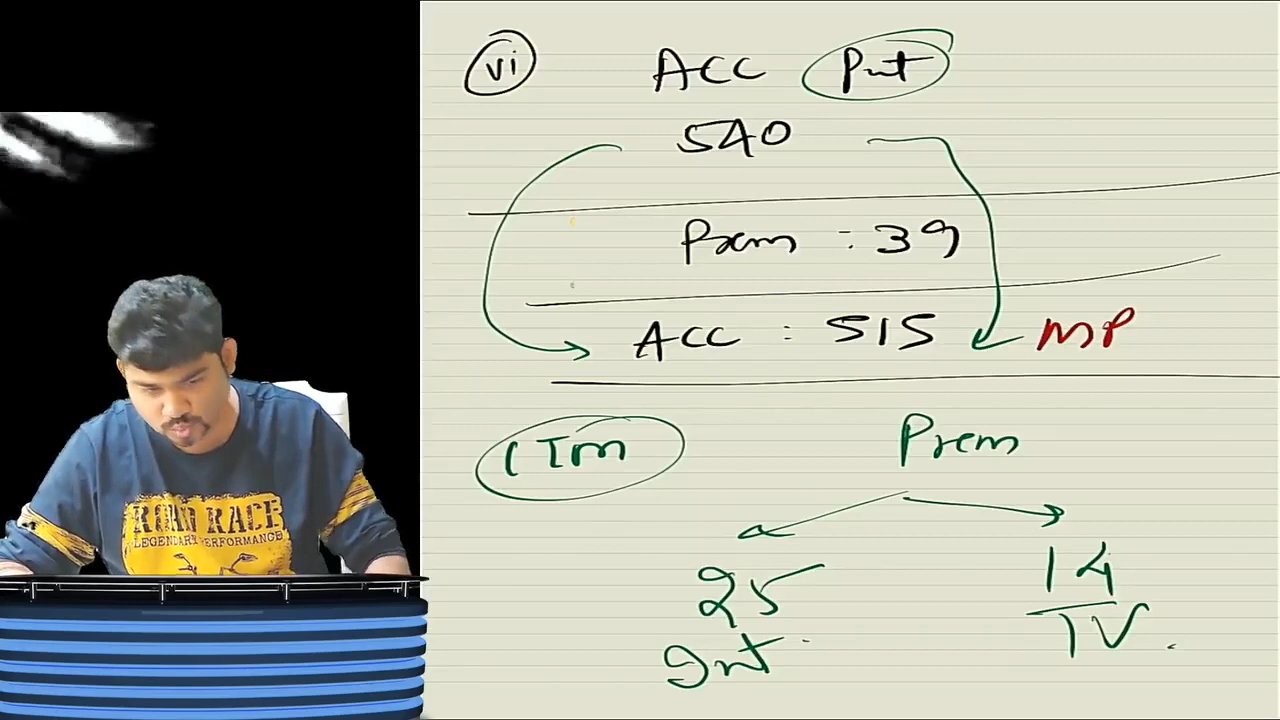 vi ACC Put
540
Prem : 39
ACC : 515 MP
ITM Prem
25 14
Int TV
ROAD RACE
LEGENDARY PERFORMANCE